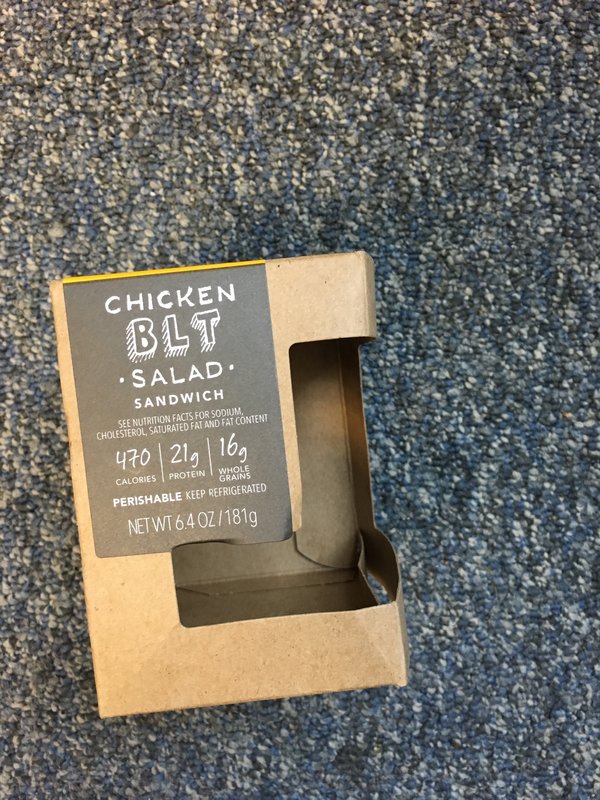 CHICKEN
BLT
·SALAD·
SANDWICH
SEE NUTRITION FACTS FOR SODIUM,
CHOLESTEROL, SATURATED FAT AND FAT CONTENT
470 21g 16g
CALORIES PROTEIN WHOLE
GRAINS
PERISHABLE KEEP REFRIGERATED
NET WT 6.4 OZ/181g